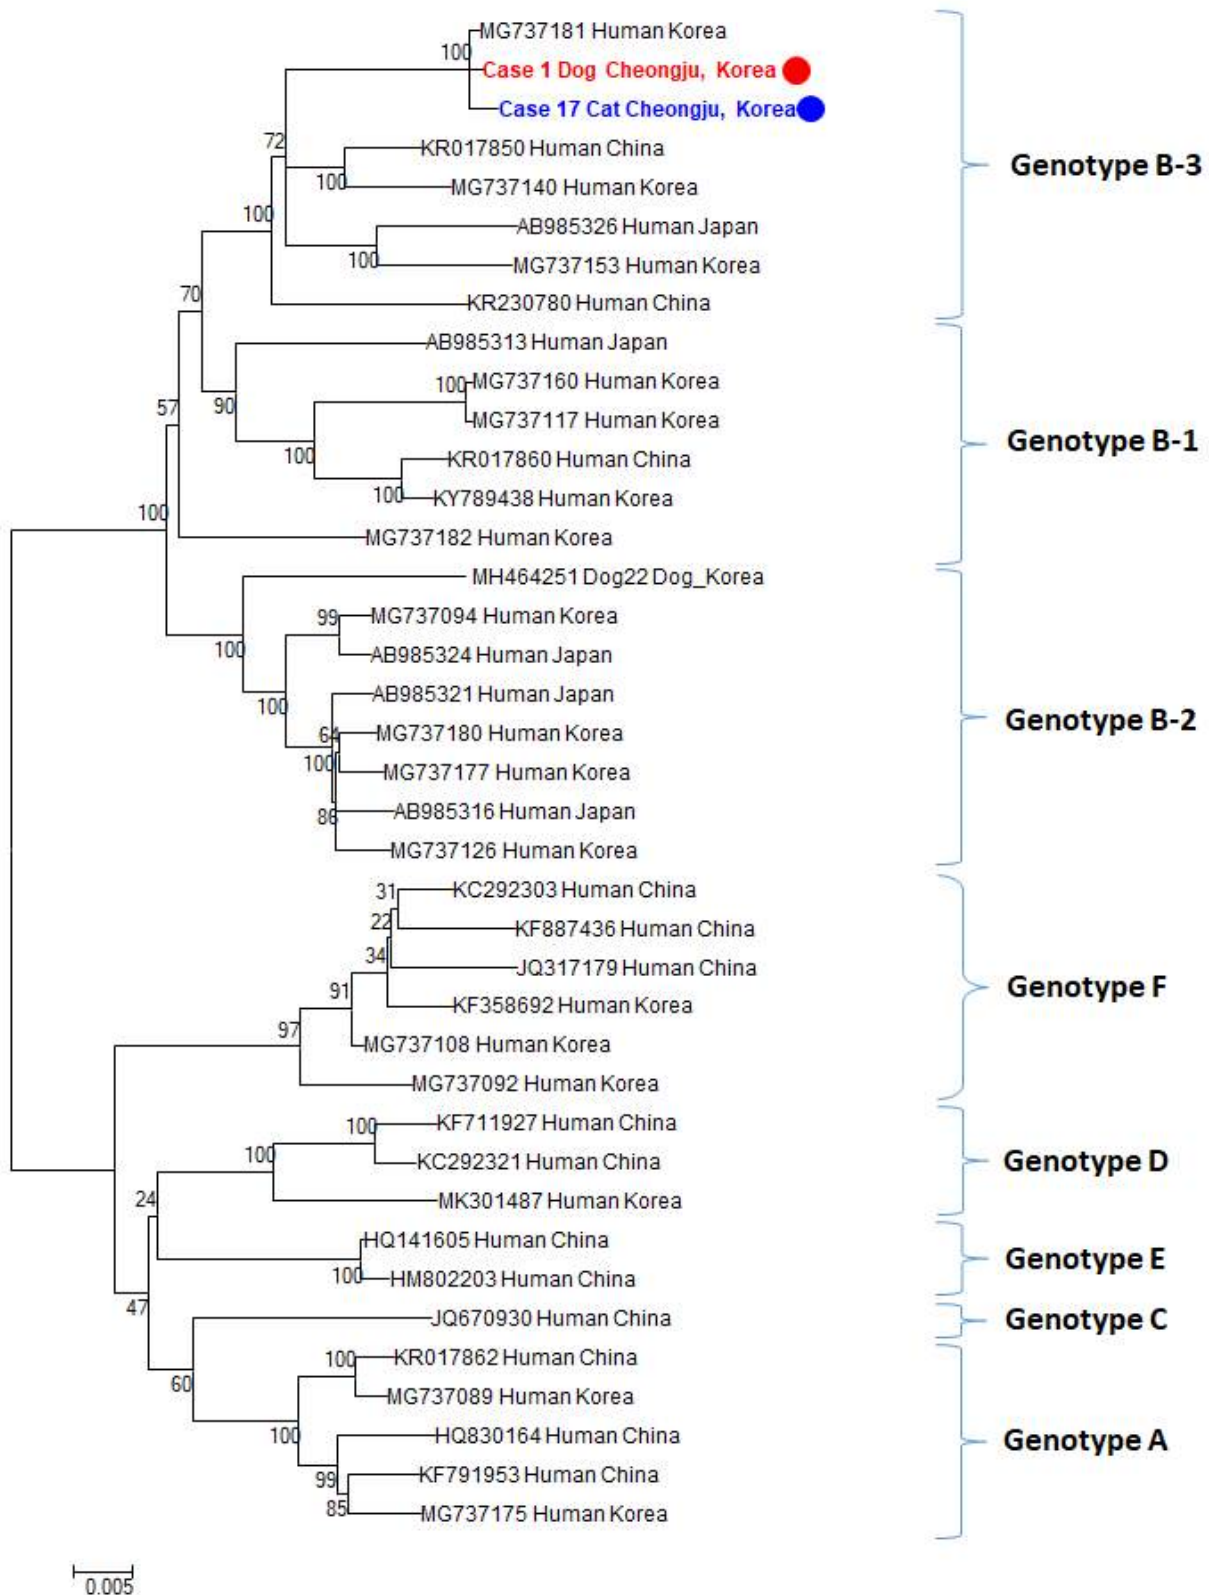 MG737181 Human Korea
100
Case 1 Dog Cheongju, Korea
Case 17 Cat Cheongju, Korea
72
KR017850 Human China
Genotype B-3
100
MG737140 Human Korea
100
AB985326 Human Japan
100
MG737153 Human Korea
70
KR230780 Human China
AB985313 Human Japan
100
MG737160 Human Korea
57
90
MG737117 Human Korea
Genotype B-1
100
KR017860 Human China
100
KY789438 Human Korea
100
MG737182 Human Korea
MH464251 Dog22 Dog_Korea
99
MG737094 Human Korea
100
AB985324 Human Japan
100
AB985321 Human Japan
Genotype B-2
64
MG737180 Human Korea
100
MG737177 Human Korea
86
AB985316 Human Japan
MG737126 Human Korea
31
KC292303 Human China
22
KF887436 Human China
34
JQ317179 Human China
Genotype F
91
KF358692 Human Korea
97
MG737108 Human Korea
MG737092 Human Korea
100
KF711927 Human China
100
KC292321 Human China
Genotype D
24
MK301487 Human Korea
HQ141605 Human China
Genotype E
100
HM802203 Human China
47
JQ670930 Human China
Genotype C
100
KR017862 Human China
60
MG737089 Human Korea
100
HQ830164 Human China
Genotype A
99
KF791953 Human China
85
MG737175 Human Korea
0.005